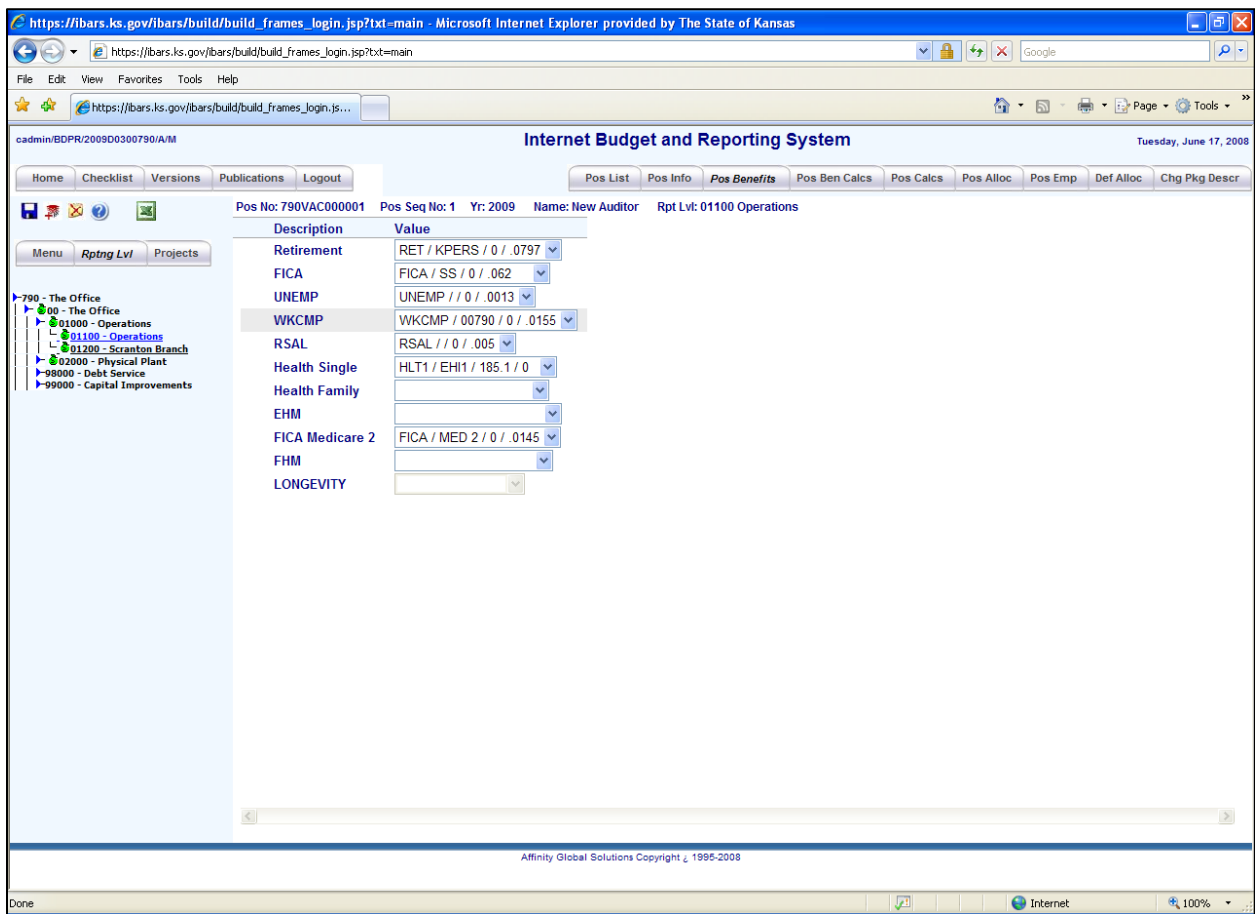 https://ibars.ks.gov/ibars/build/build_frames_login.jsp?txt=main - Microsoft Internet Explorer provided by The State of Kansas
https://ibars.ks.gov/ibars/build/build_frames_login.jsp?txt=main
Google
File Edit View Favorites Tools Help
https://ibars.ks.gov/ibars/build/build_frames_login.js...
Page Tools »
cadmin/BDPR/2009D0300790/A/M
Internet Budget and Reporting System
Tuesday, June 17, 2008
Home Checklist Versions Publications Logout
Pos List Pos Info Pos Benefits Pos Ben Calcs Pos Calcs Pos Alloc Pos Emp Def Alloc Chg Pkg Descr
Pos No: 790VAC000001 Pos Seq No: 1 Yr: 2009 Name: New Auditor Rpt Lvl: 01100 Operations
Menu Rptng Lvl Projects
790 - The Office
00 - The Office
01000 - Operations
01100 - Operations
01200 - Scranton Branch
02000 - Physical Plant
98000 - Debt Service
99000 - Capital Improvements
Description Value
Retirement RET / KPERS / 0 / .0797
FICA FICA / SS / 0 / .062
UNEMP UNEMP / / 0 / .0013
WKCMP WKCMP / 00790 / 0 / .0155
RSAL RSAL / / 0 / .005
Health Single HLT1 / EHI1 / 185.1 / 0
Health Family
EHM
FICA Medicare 2 FICA / MED 2 / 0 / .0145
FHM
LONGEVITY
Affinity Global Solutions Copyright ¿ 1995-2008
Done
Internet
100%